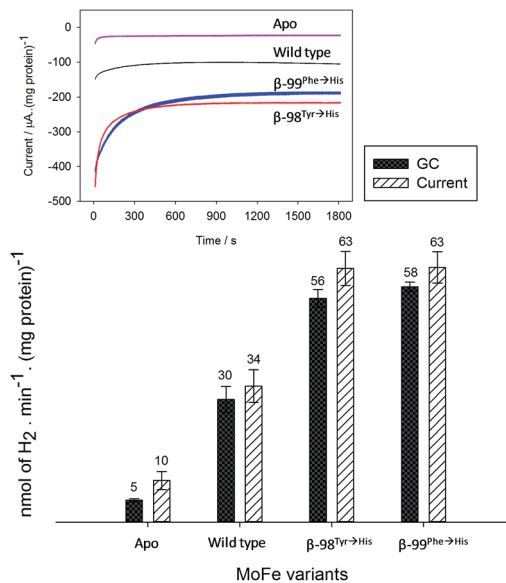 0
-100
-200
-300
-400
-500
Current / µA.(mg protein)⁻¹
Apo
Wild type
β-99ᴾʰᵉ→ᴴⁱˢ
β-98ᵀʸʳ→ᴴⁱˢ
0 300 600 900 1200 1500 1800
Time / s
GC
Current
nmol of H₂ . min⁻¹ . (mg protein)⁻¹
5 10
30 34
56 63
58 63
Apo Wild type β-98ᵀʸʳ→ᴴⁱˢ β-99ᴾʰᵉ→ᴴⁱˢ
MoFe variants